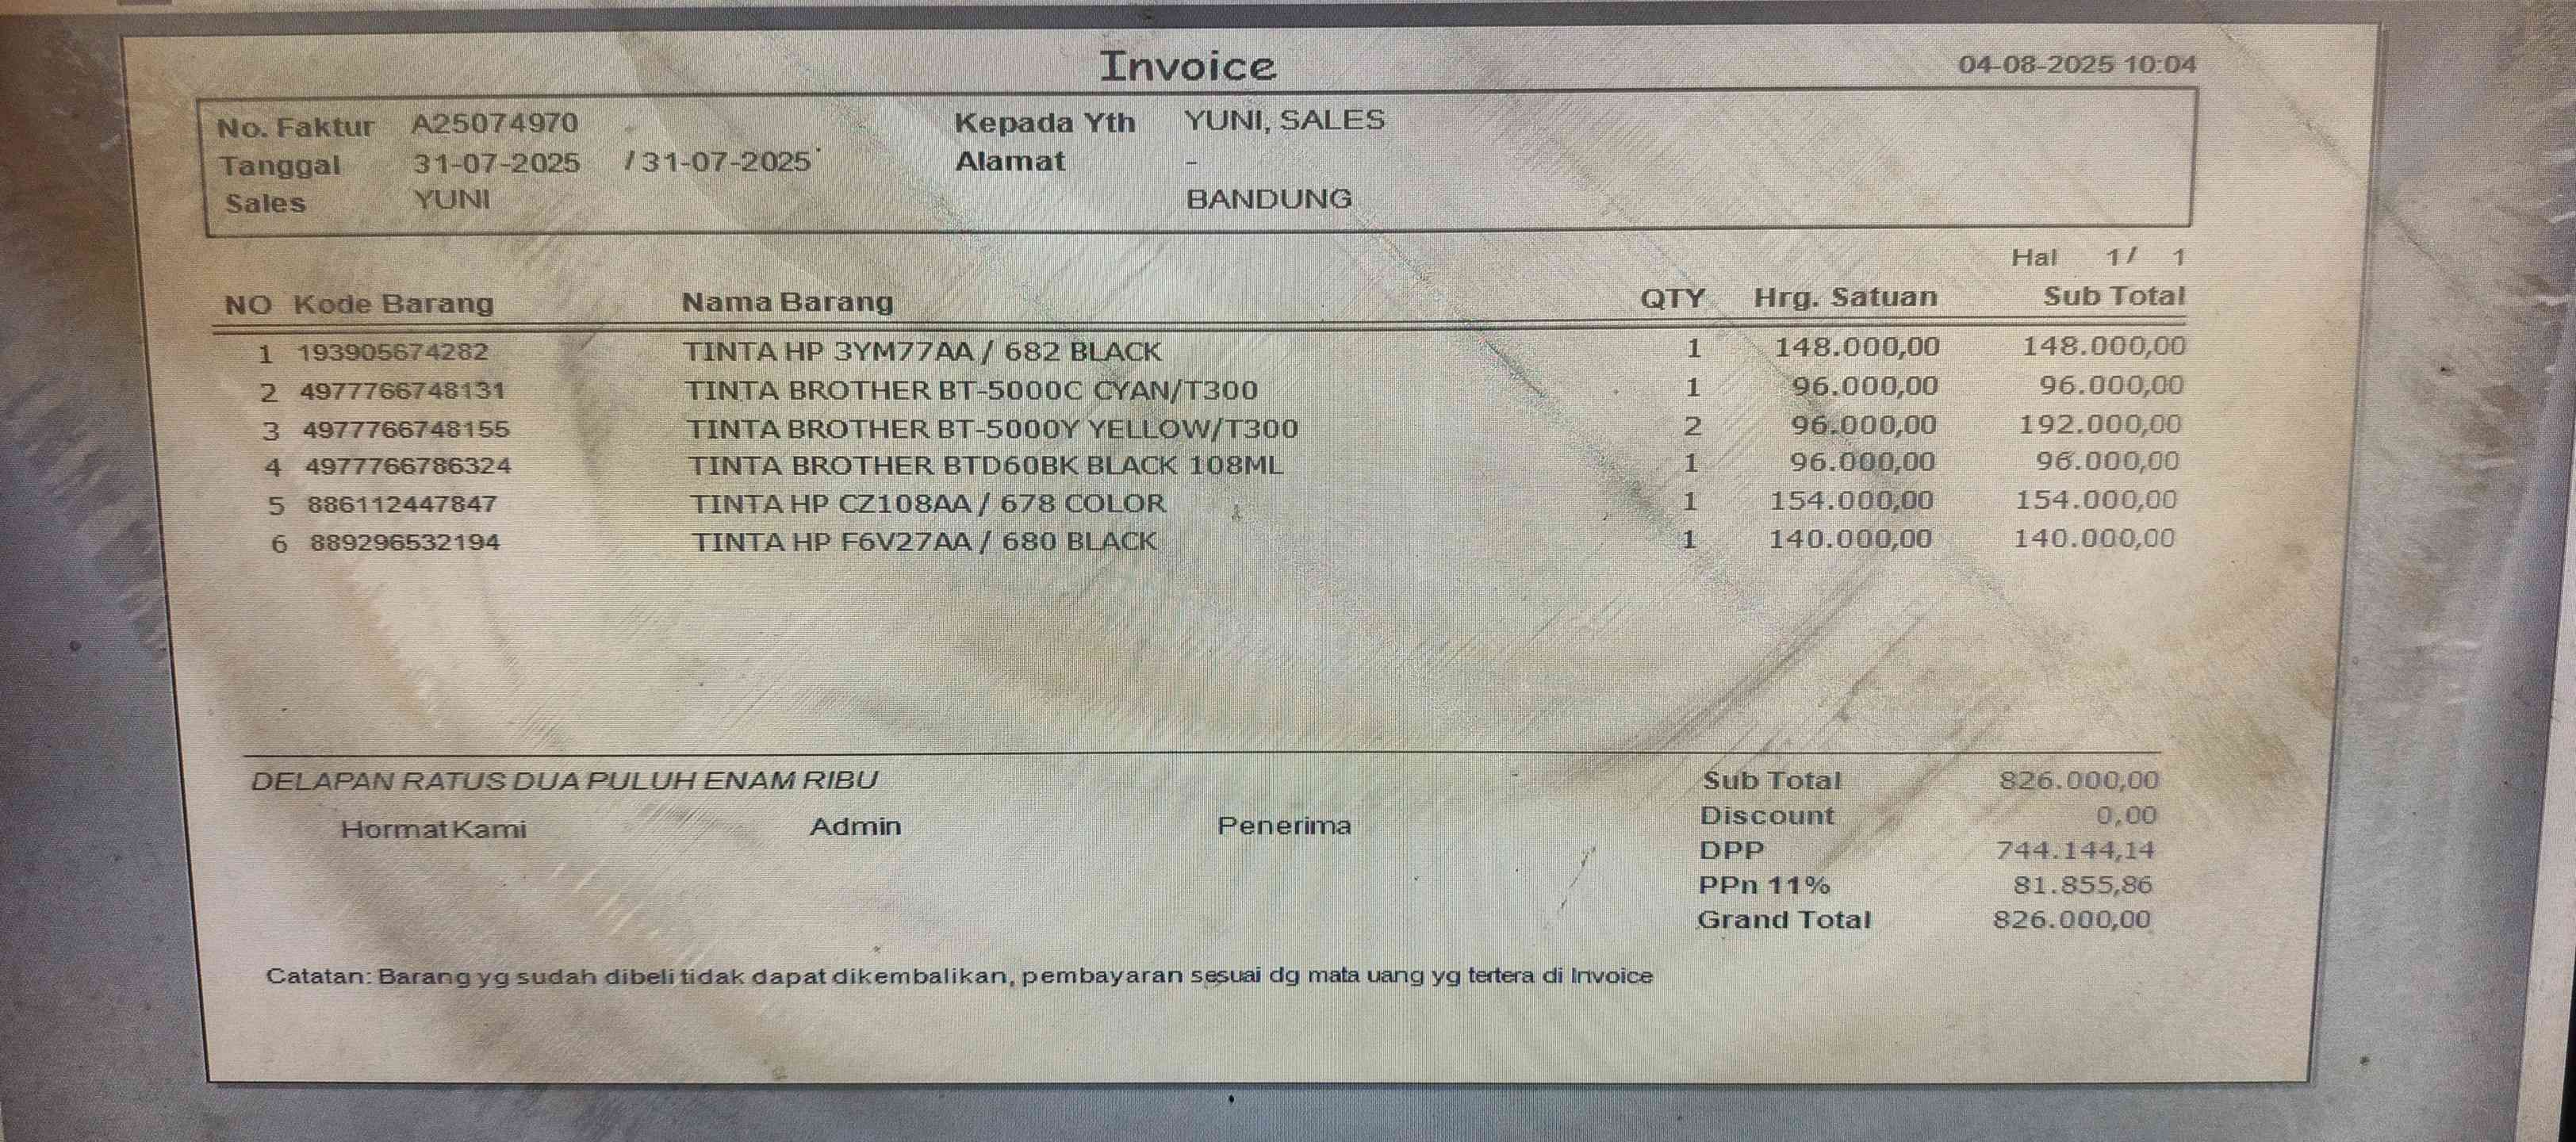 Invoice
04-08-2025 10:04
No. Faktur A25074970 Kepada Yth YUNI, SALES
Tanggal 31-07-2025 / 31-07-2025 Alamat -
Sales YUNI BANDUNG
Hal 1 / 1
NO Kode Barang Nama Barang QTY Hrg. Satuan Sub Total
1 193905674282 TINTA HP 3YM77AA / 682 BLACK 1 148.000,00 148.000,00
2 4977766748131 TINTA BROTHER BT-5000C CYAN/T300 1 96.000,00 96.000,00
3 4977766748155 TINTA BROTHER BT-5000Y YELLOW/T300 2 96.000,00 192.000,00
4 4977766786324 TINTA BROTHER BTD60BK BLACK 108ML 1 96.000,00 96.000,00
5 886112447847 TINTA HP CZ108AA / 678 COLOR 1 154.000,00 154.000,00
6 889296532194 TINTA HP F6V27AA / 680 BLACK 1 140.000,00 140.000,00
DELAPAN RATUS DUA PULUH ENAM RIBU Sub Total 826.000,00
Hormat Kami Admin Penerima Discount 0,00
DPP 744.144,14
PPn 11% 81.855,86
Grand Total 826.000,00
Catatan: Barang yg sudah dibeli tidak dapat dikembalikan, pembayaran sesuai dg mata uang yg tertera di Invoice